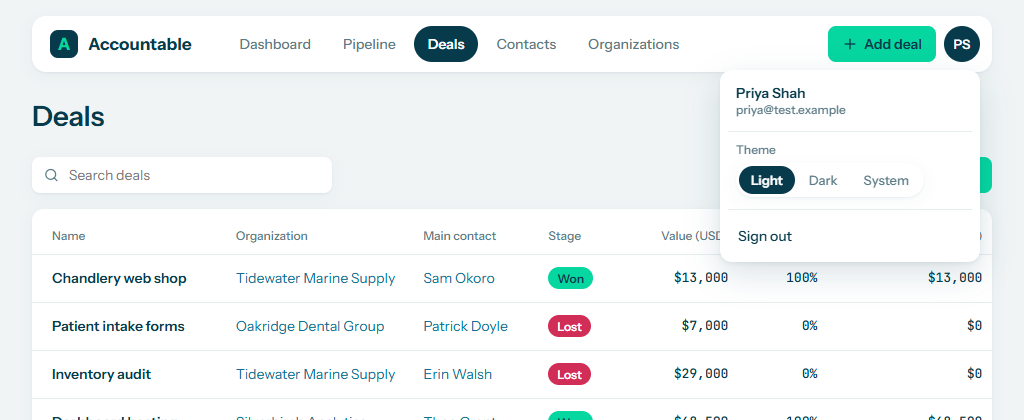 A Accountable Dashboard Pipeline Deals Contacts Organizations + Add deal PS
Deals
Priya Shah
priya@test.example
Theme
Light Dark System
Sign out
Search deals
Name Organization Main contact Stage Value (USD
Chandlery web shop Tidewater Marine Supply Sam Okoro Won $13,000 100% $13,000
Patient intake forms Oakridge Dental Group Patrick Doyle Lost $7,000 0% $0
Inventory audit Tidewater Marine Supply Erin Walsh Lost $29,000 0% $0